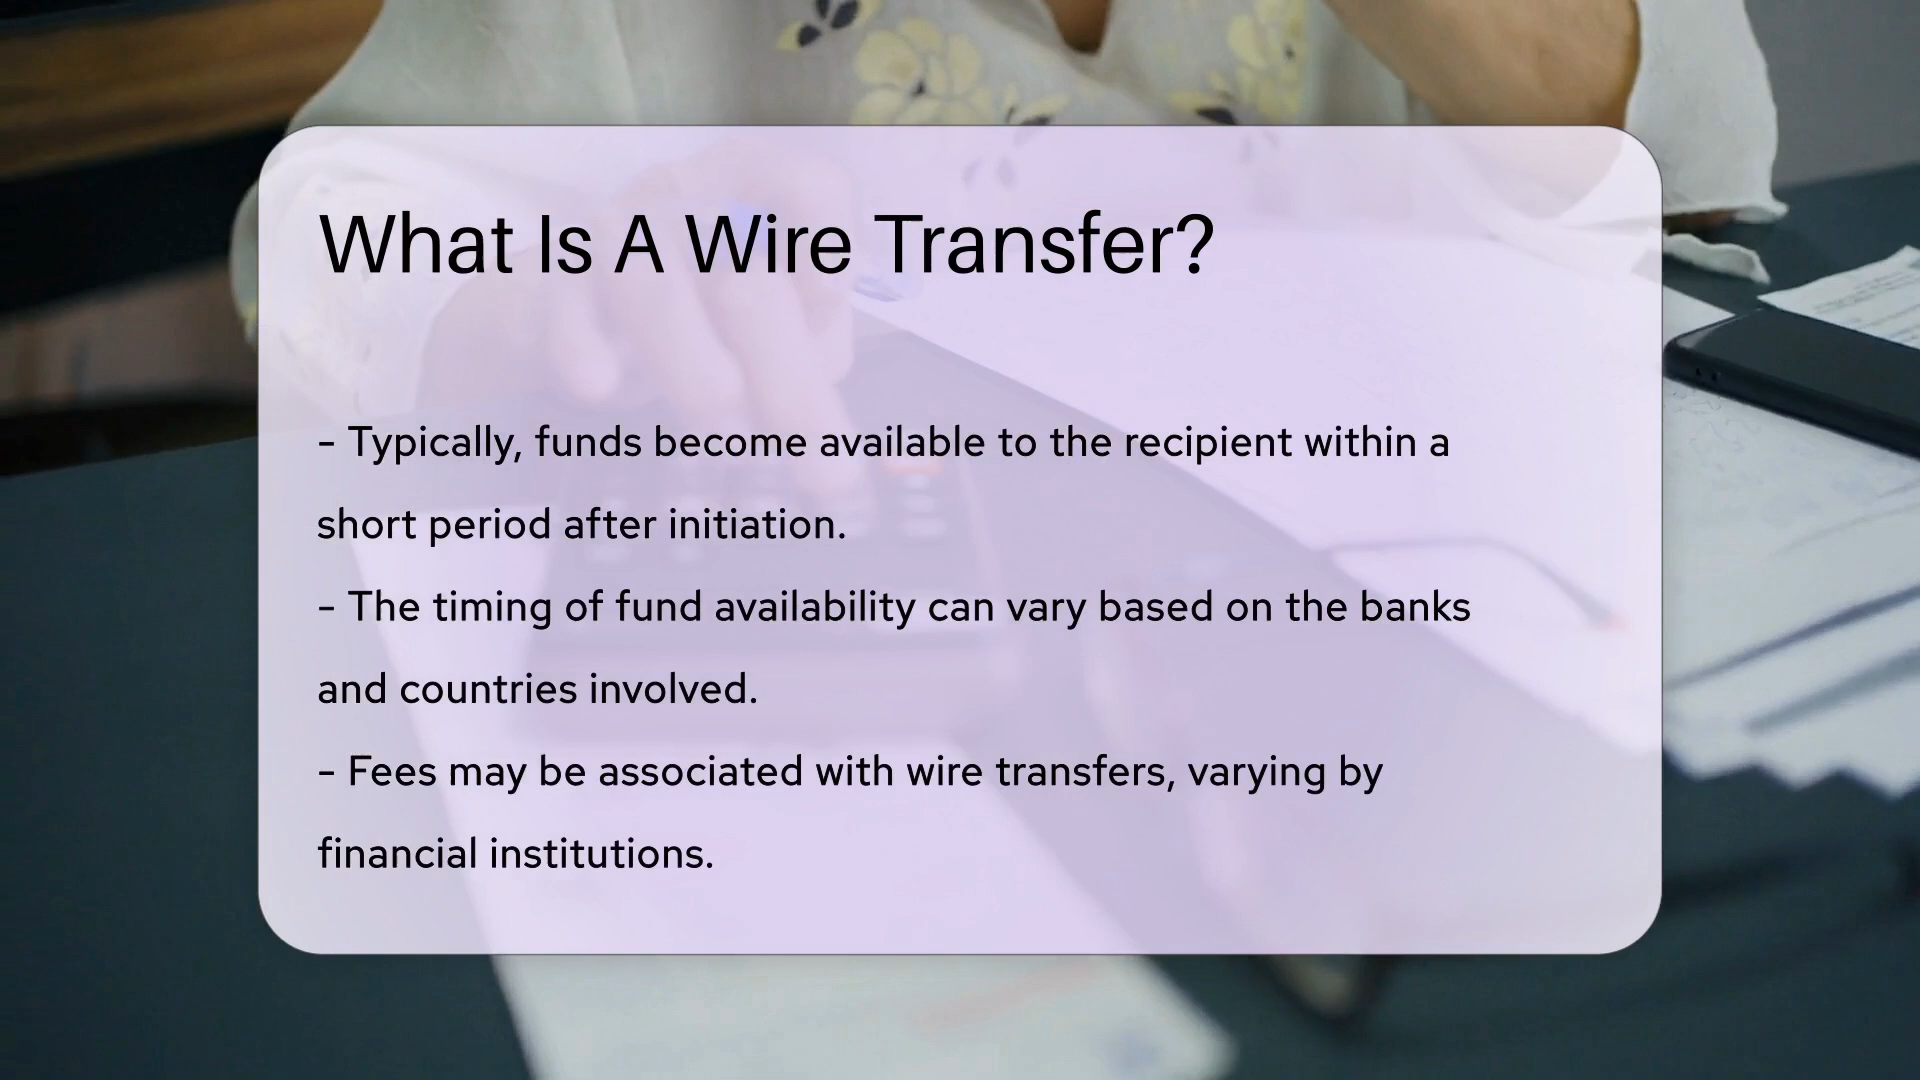 What Is A Wire Transfer?
- Typically, funds become available to the recipient within a
short period after initiation.
- The timing of fund availability can vary based on the banks
and countries involved.
- Fees may be associated with wire transfers, varying by
financial institutions.